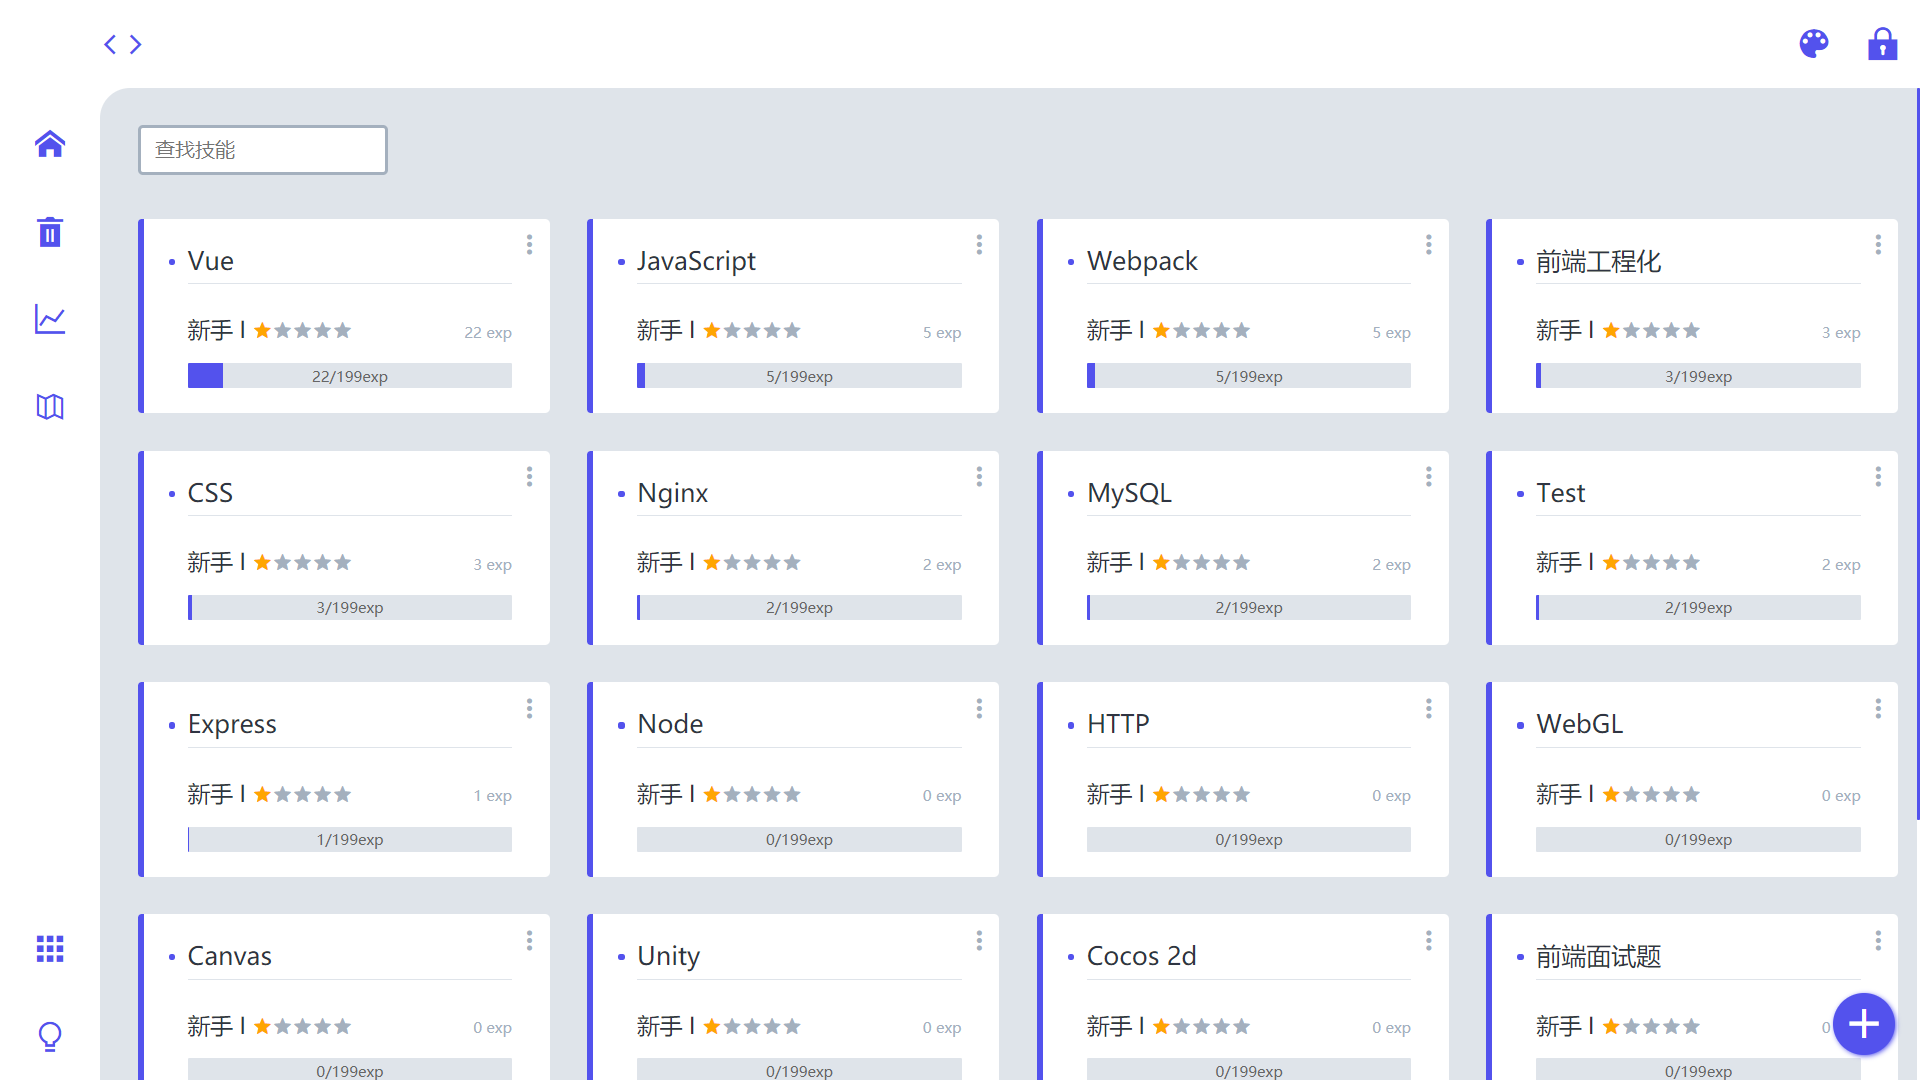 查找技能
Vue
新手 I
22 exp
22/199exp
JavaScript
新手 I
5 exp
5/199exp
Webpack
新手 I
5 exp
5/199exp
前端工程化
新手 I
3 exp
3/199exp
CSS
新手 I
3 exp
3/199exp
Nginx
新手 I
2 exp
2/199exp
MySQL
新手 I
2 exp
2/199exp
Test
新手 I
2 exp
2/199exp
Express
新手 I
1 exp
1/199exp
Node
新手 I
0 exp
0/199exp
HTTP
新手 I
0 exp
0/199exp
WebGL
新手 I
0 exp
0/199exp
Canvas
新手 I
0 exp
0/199exp
Unity
新手 I
0 exp
0/199exp
Cocos 2d
新手 I
0 exp
0/199exp
前端面试题
新手 I
0
0/199exp